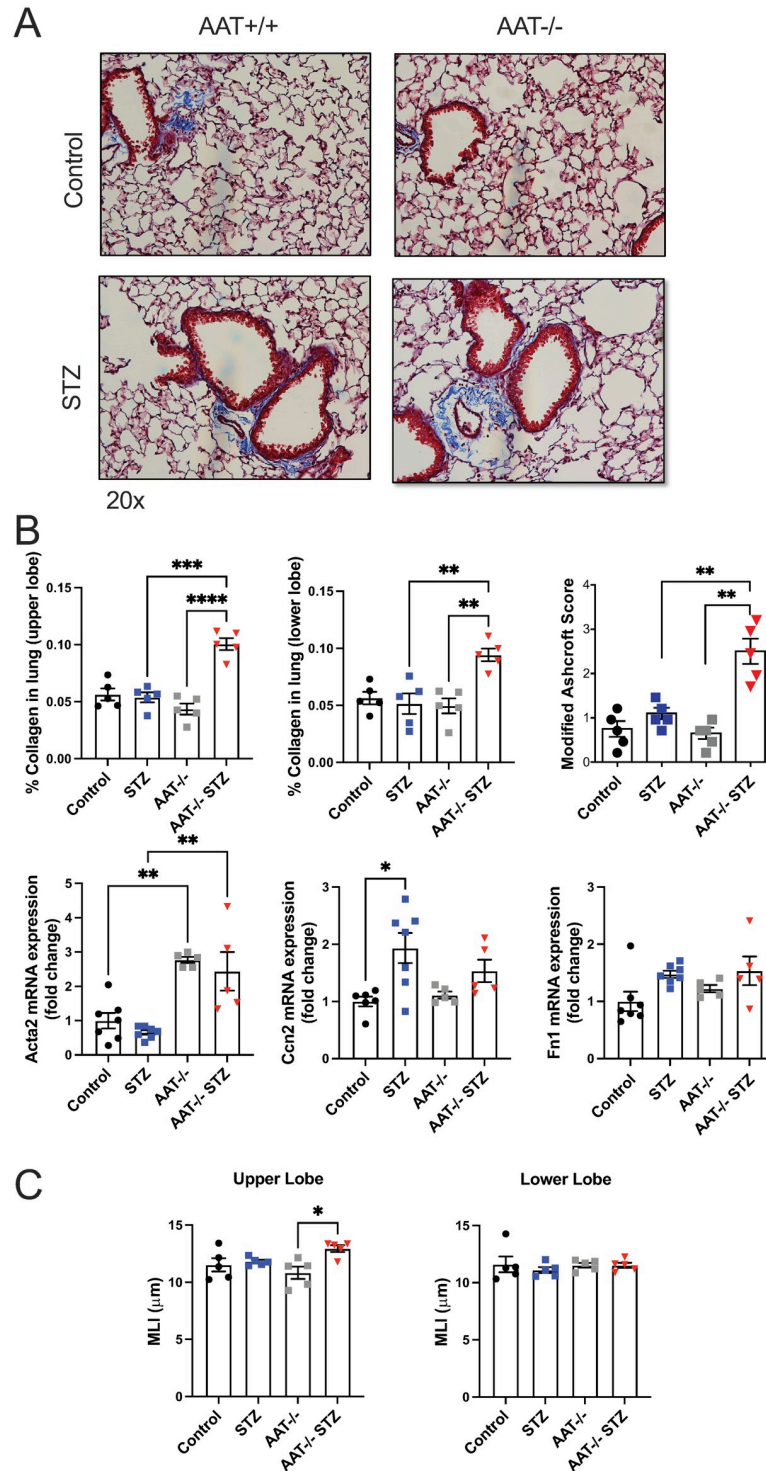 A
AAT+/+
AAT-/-
Control
STZ
20x
B
% Collagen in lung (upper lobe)
0.15
0.10
0.05
0.00
***
****
Control
STZ
AAT-/-
AAT-/- STZ
% Collagen in lung (lower lobe)
0.15
0.10
0.05
0.00
**
**
Control
STZ
AAT-/-
AAT-/- STZ
Modified Ashcroft Score
4
3
2
1
0
**
**
Control
STZ
AAT-/-
AAT-/- STZ
Acta2 mRNA expression
(fold change)
5
4
3
2
1
0
**
**
Control
STZ
AAT-/-
AAT-/- STZ
Ccn2 mRNA expression
(fold change)
3
2
1
0
*
Control
STZ
AAT-/-
AAT-/- STZ
Fn1 mRNA expression
(fold change)
3
2
1
0
Control
STZ
AAT-/-
AAT-/- STZ
C
Upper Lobe
MLI (μm)
15
10
5
0
*
Control
STZ
AAT-/-
AAT-/- STZ
Lower Lobe
MLI (μm)
15
10
5
0
Control
STZ
AAT-/-
AAT-/- STZ